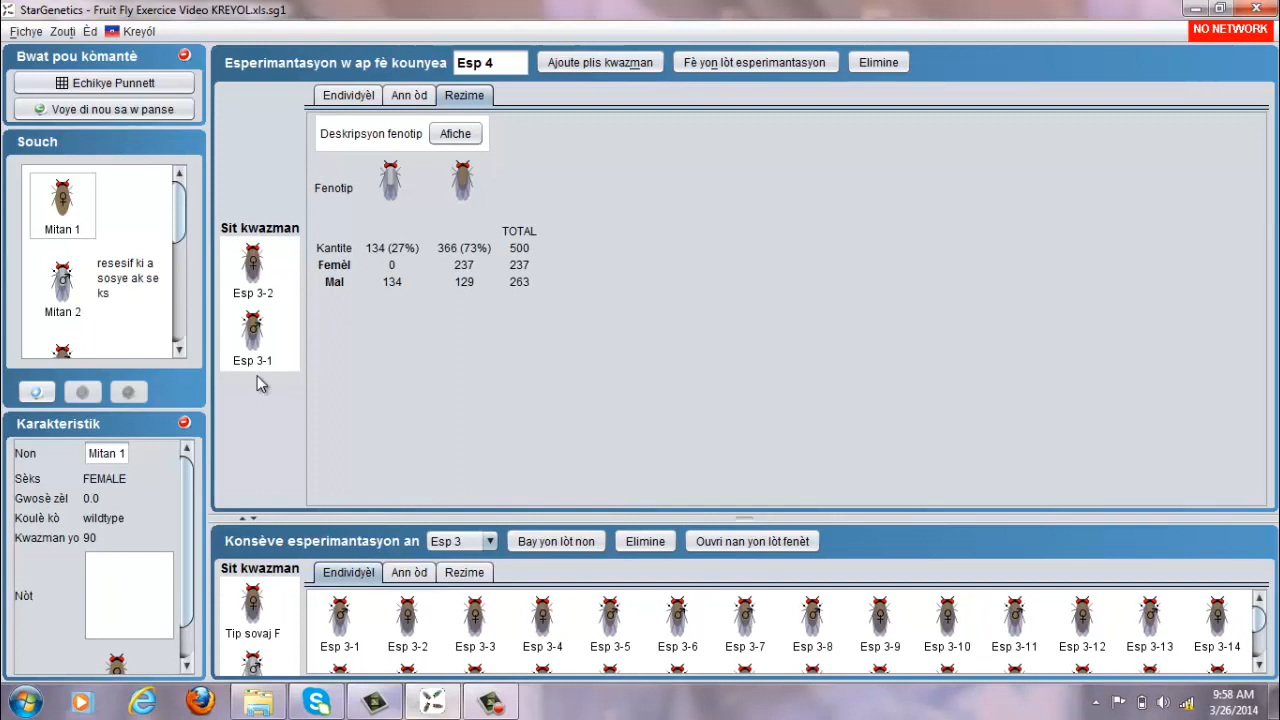 StarGenetics - Fruit Fly Exercice Video KREYOL.xls.sg1
Fichye Zouți Èd Kreyòl
NO NETWORK
Bwat pou kòmantè
Echikye Punnett
Voye di nou sa w panse
Souch
Mitan 1
resesif ki a
sosye ak se
ks
Mitan 2
Karakteristik
Non Mitan 1
Sèks FEMALE
Gwosè zèl 0.0
Koulè kò wildtype
Kwazman yo 90
Nòt
Esperimantasyon w ap fè kounyea Esp 4 Ajoute plis kwazman Fè yon lòt esperimantasyon Elimine
Endividyèl Ann òd Rezime
Deskripsyon fenotip Afiche
Fenotip
Sit kwazman
Esp 3-2
Esp 3-1
TOTAL
Kantite 134 (27%) 366 (73%) 500
Femèl 0 237 237
Mal 134 129 263
Konsève esperimantasyon an Esp 3 Bay yon lòt non Elimine Ouvri nan yon lòt fenèt
Sit kwazman
Tip sovaj F
Endividyèl Ann òd Rezime
Esp 3-1 Esp 3-2 Esp 3-3 Esp 3-4 Esp 3-5 Esp 3-6 Esp 3-7 Esp 3-8 Esp 3-9 Esp 3-10 Esp 3-11 Esp 3-12 Esp 3-13 Esp 3-14
9:58 AM
3/26/2014